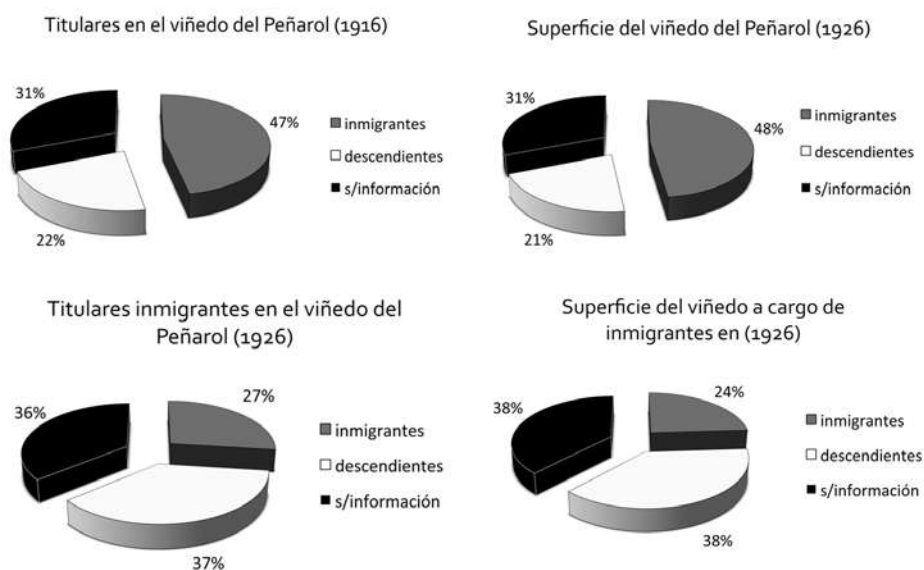 Titulares en el viñedo del Peñarol (1916)
31%
47%
22%
inmigrantes
descendientes
s/información
Superficie del viñedo del Peñarol (1926)
31%
48%
21%
inmigrantes
descendientes
s/información
Titulares inmigrantes en el viñedo del
Peñarol (1926)
36%
27%
37%
inmigrantes
descendientes
s/información
Superficie del viñedo a cargo de
inmigrantes en (1926)
38%
24%
38%
inmigrantes
descendientes
s/información